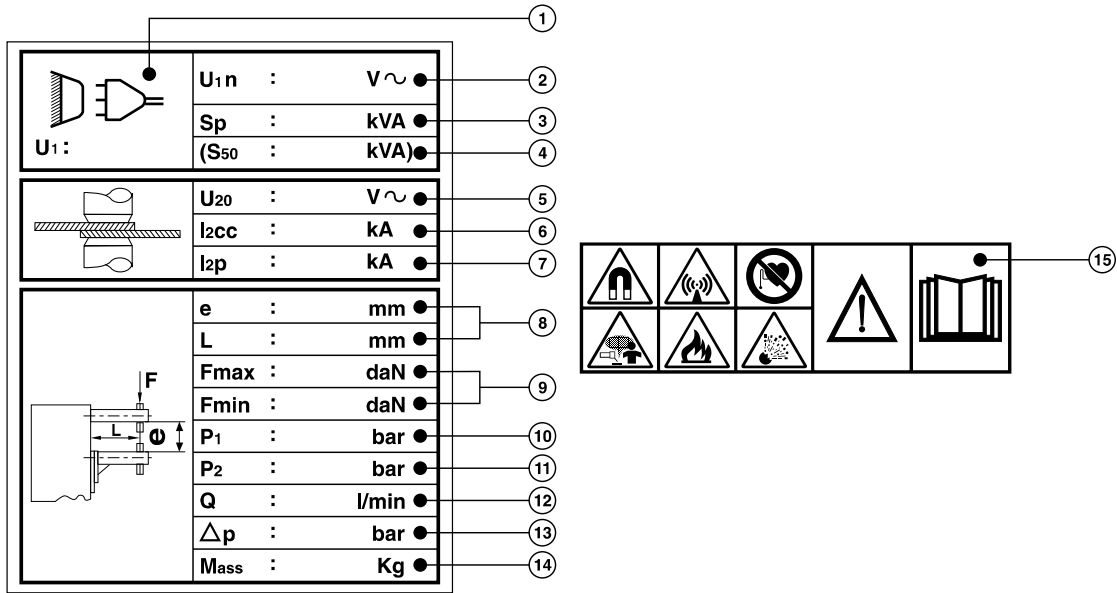 1
U1n : V~ 2
Sp : kVA 3
U1 :
(S50 : kVA) 4
U20 : V~ 5
I2cc : kA 6
I2p : kA 7
e : mm
8
L : mm
Fmax : daN
9
Fmin : daN
F
L
e
P1 : bar 10
P2 : bar 11
Q : l/min 12
△p : bar 13
Mass : Kg 14
15